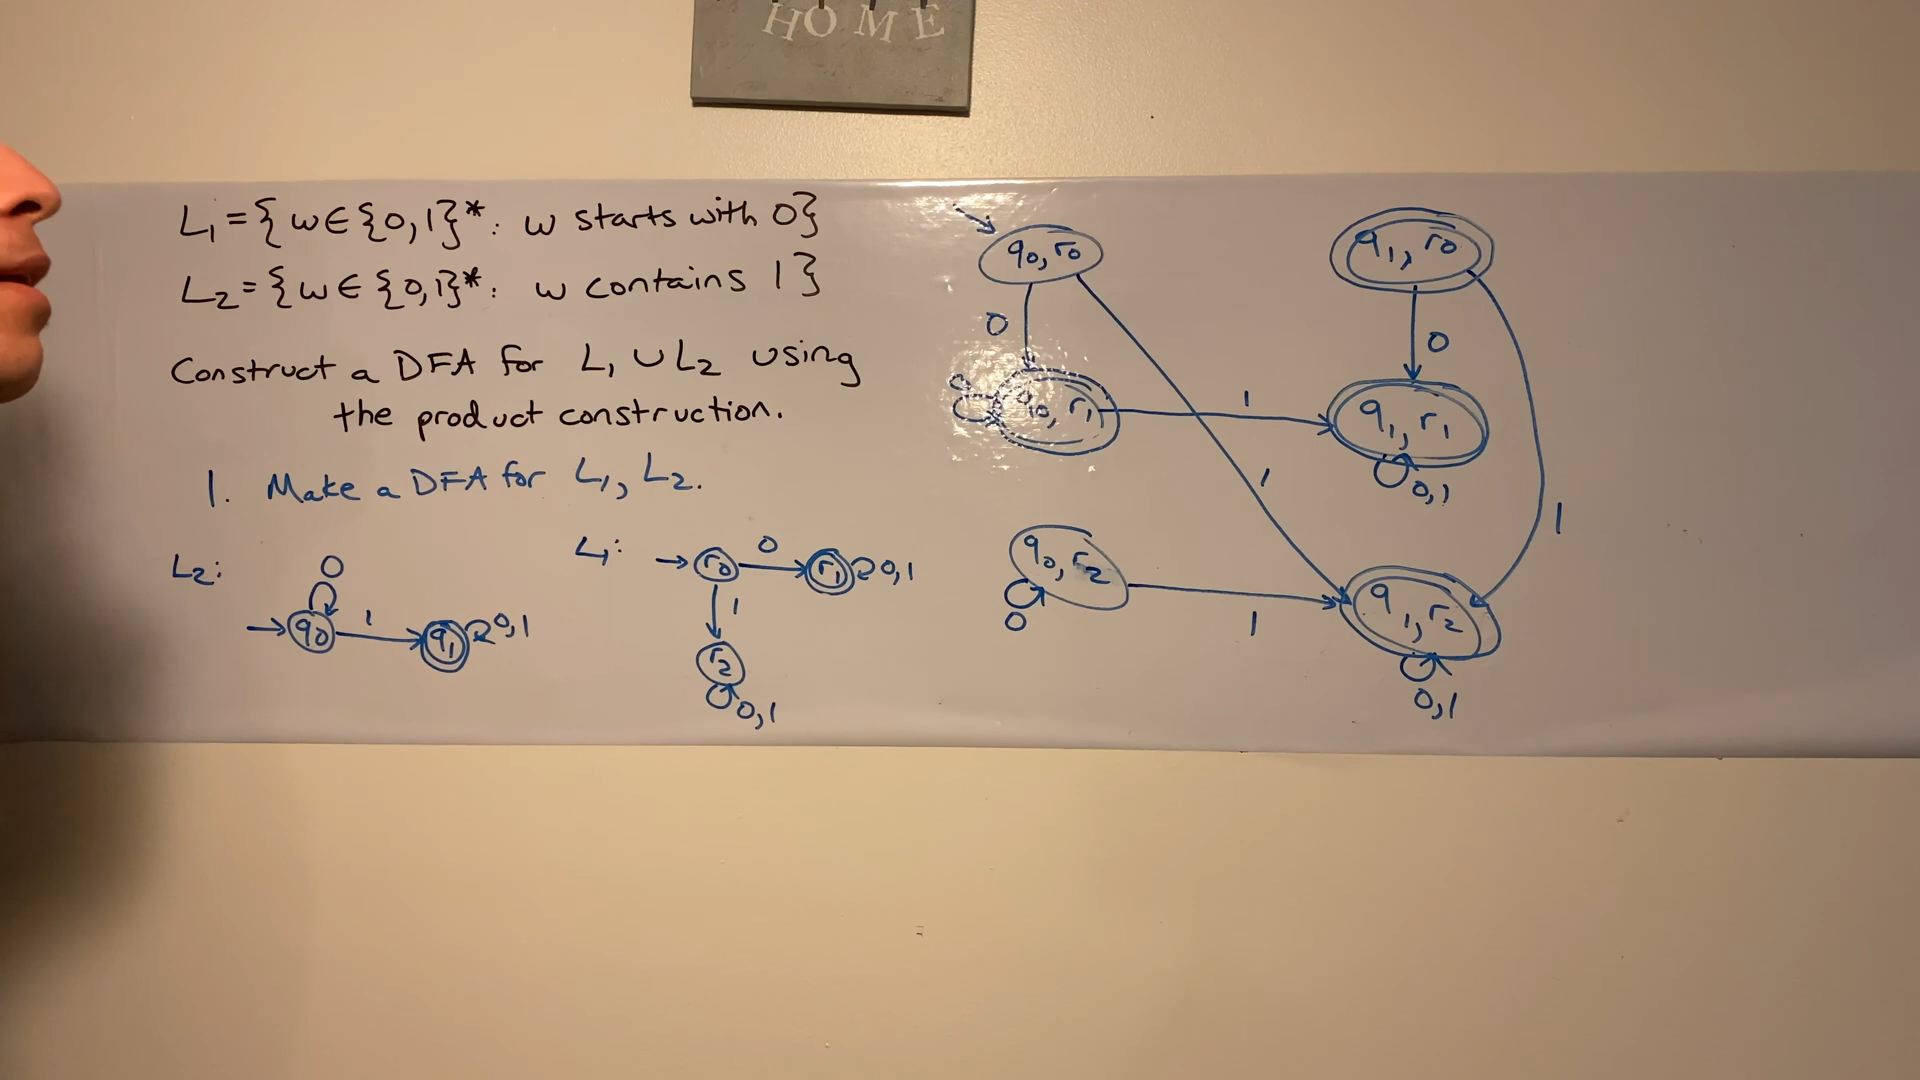 HOME
L₁ = {w ∈ {0,1}*: w starts with 0}
L₂ = {w ∈ {0,1}*: w contains 1}
Construct a DFA for L₁ ∪ L₂ using
the product construction.
1. Make a DFA for L₁, L₂.
L₂:
0
q₀
1
q₁
0,1
L₁:
r₀
0
r₁
0,1
1
r₂
0,1
q₀, r₀
q₁, r₀
0
0
0
q₀, r₁
1
q₁, r₁
0,1
1
1
q₀, r₂
0
1
q₁, r₂
0,1